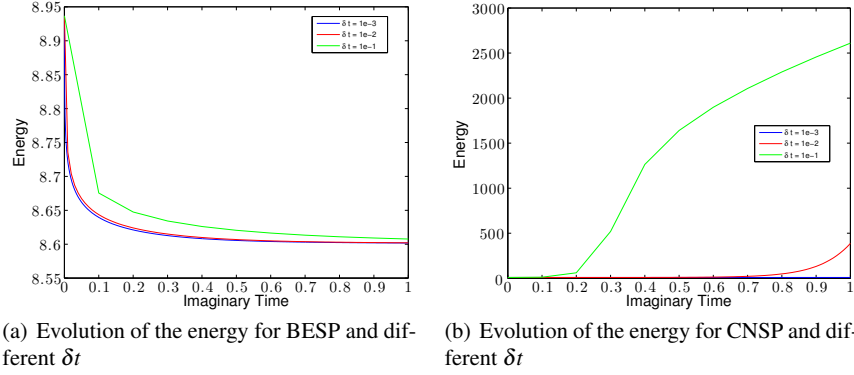 8.95
8.9
8.85
8.8
8.75
8.7
8.65
8.6
8.55
Energy
0 0.1 0.2 0.3 0.4 0.5 0.6 0.7 0.8 0.9 1
Imaginary Time
δ t = 1e−3
δ t = 1e−2
δ t = 1e−1
(a) Evolution of the energy for BESP and dif-
ferent δt
3000
2500
2000
1500
1000
500
0
Energy
0 0.1 0.2 0.3 0.4 0.5 0.6 0.7 0.8 0.9 1
Imaginary Time
δ t = 1e−3
δ t = 1e−2
δ t = 1e−1
(b) Evolution of the energy for CNSP and dif-
ferent δt